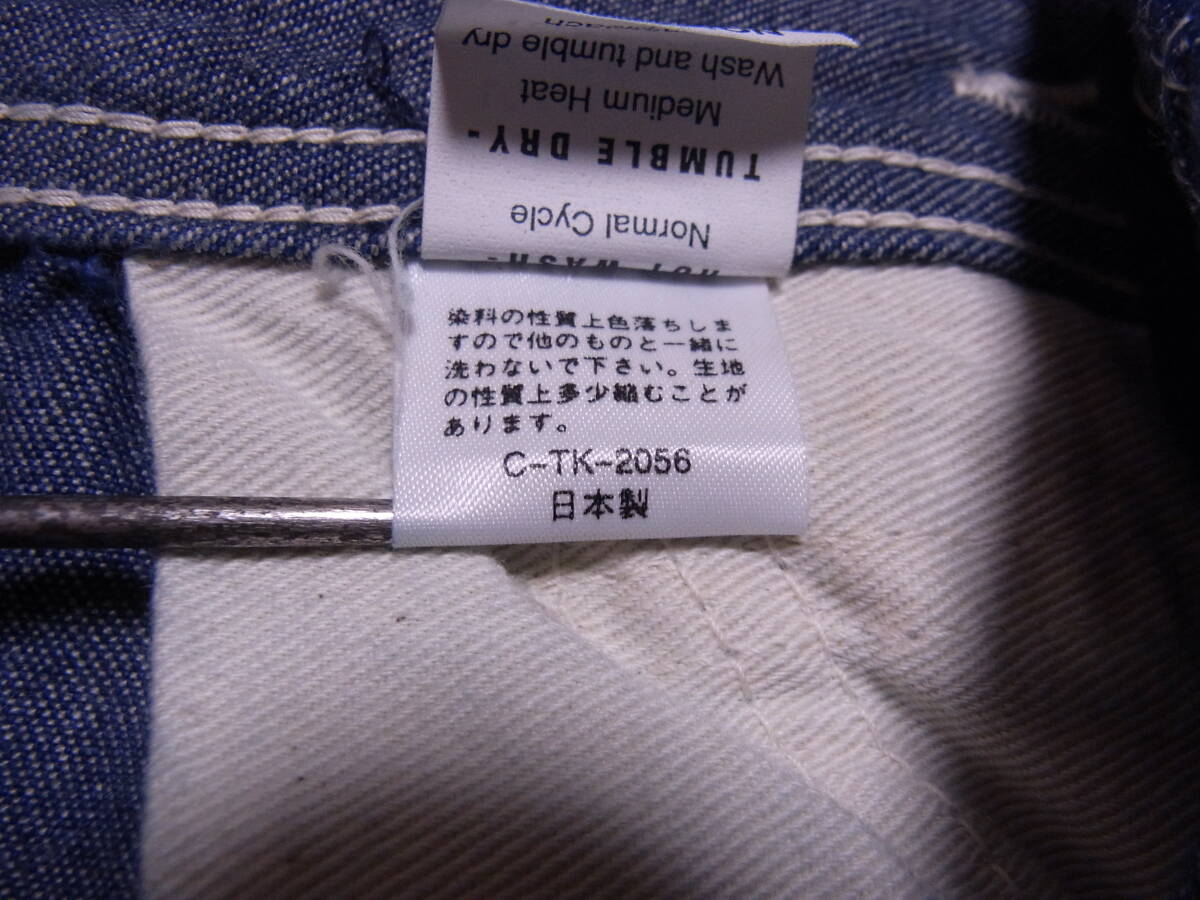 Wash and tumble dry
Medium Heat
TUMBLE DRY-
Normal Cycle
HOT WASH-
染料の性質上色落ちしま
すので他のものと一緒に
洗わないで下さい。生地
の性質上多少縮むことが
あります。
C-TK-2056
日本製